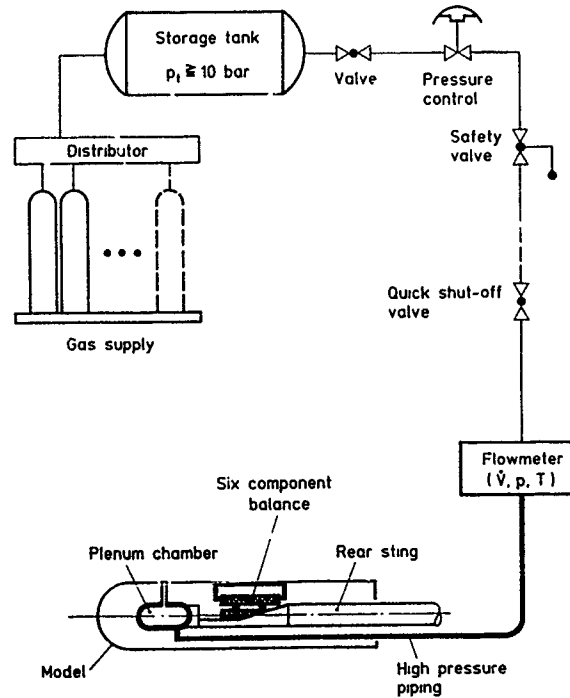 Storage tank
pt ≧ 10 bar
Valve
Pressure
control
Distributor
Safety
valve
Quick shut-off
valve
Gas supply
Flowmeter
(V̇, p, T)
Six component
balance
Plenum chamber
Rear sting
Model
High pressure
piping